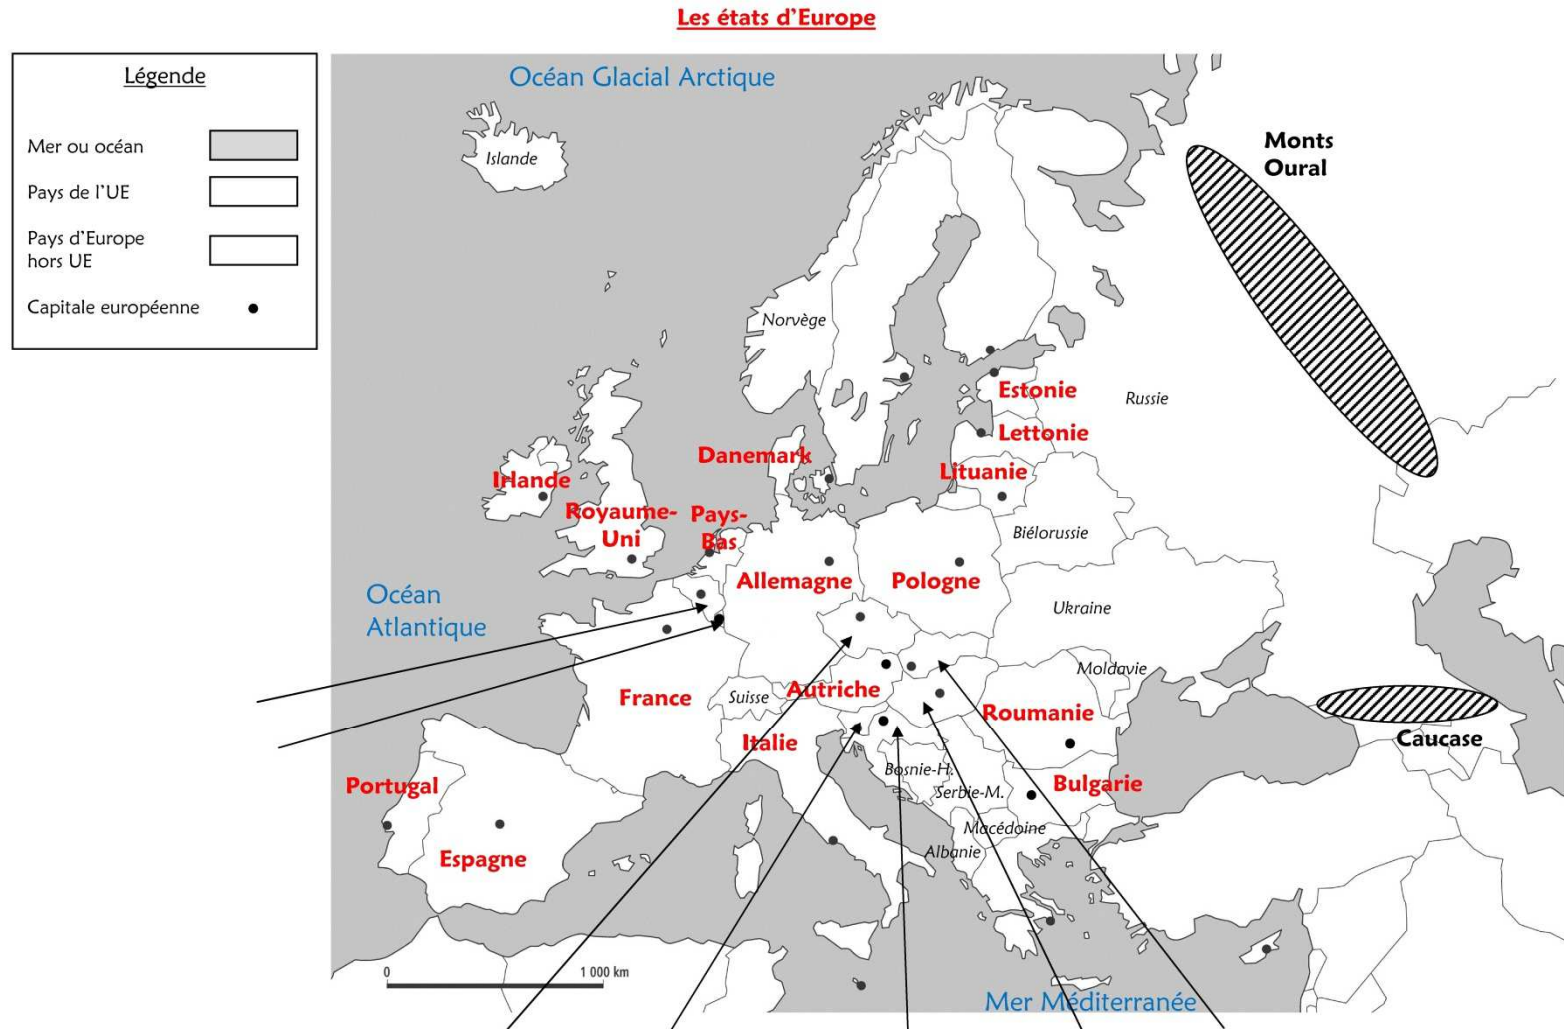 Les états d'Europe
Légende
Mer ou océan
Pays de l'UE
Pays d'Europe
hors UE
Capitale européenne
Océan Glacial Arctique
Monts
Oural
Islande
Norvège
Estonie
Russie
Lettonie
Danemark
Lituanie
Irlande
Royaume-
Uni
Pays-
Bas
Biélorussie
Allemagne
Pologne
Océan
Atlantique
Ukraine
Moldavie
France
Suisse
Autriche
Roumanie
Italie
Caucase
Bosnie-H.
Portugal
Serbie-M.
Bulgarie
Macédoine
Albanie
Espagne
0
1 000 km
Mer Méditerranée